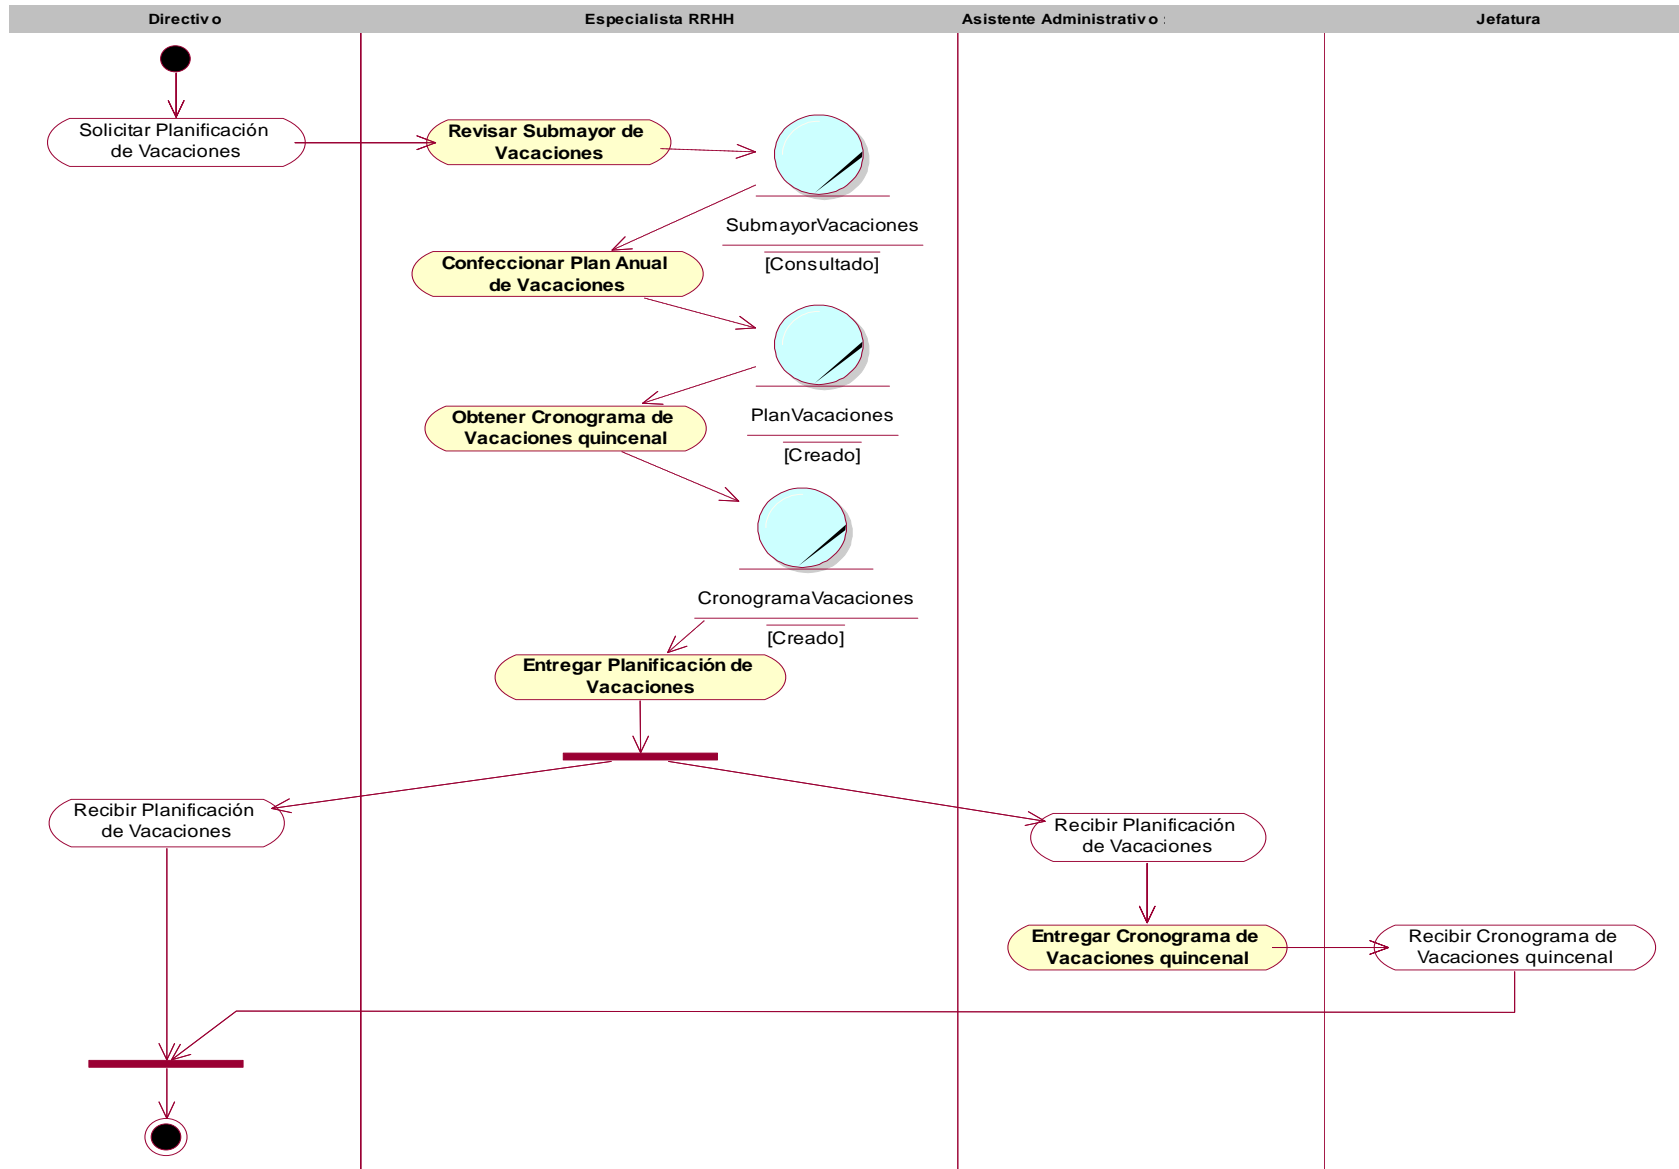 Directivo
Especialista RRHH
Asistente Administrativo :
Jefatura
Solicitar Planificación
de Vacaciones
Revisar Submayor de
Vacaciones
SubmayorVacaciones
[Consultado]
Confeccionar Plan Anual
de Vacaciones
PlanVacaciones
[Creado]
Obtener Cronograma de
Vacaciones quincenal
CronogramaVacaciones
[Creado]
Entregar Planificación de
Vacaciones
Recibir Planificación
de Vacaciones
Recibir Planificación
de Vacaciones
Entregar Cronograma de
Vacaciones quincenal
Recibir Cronograma de
Vacaciones quincenal